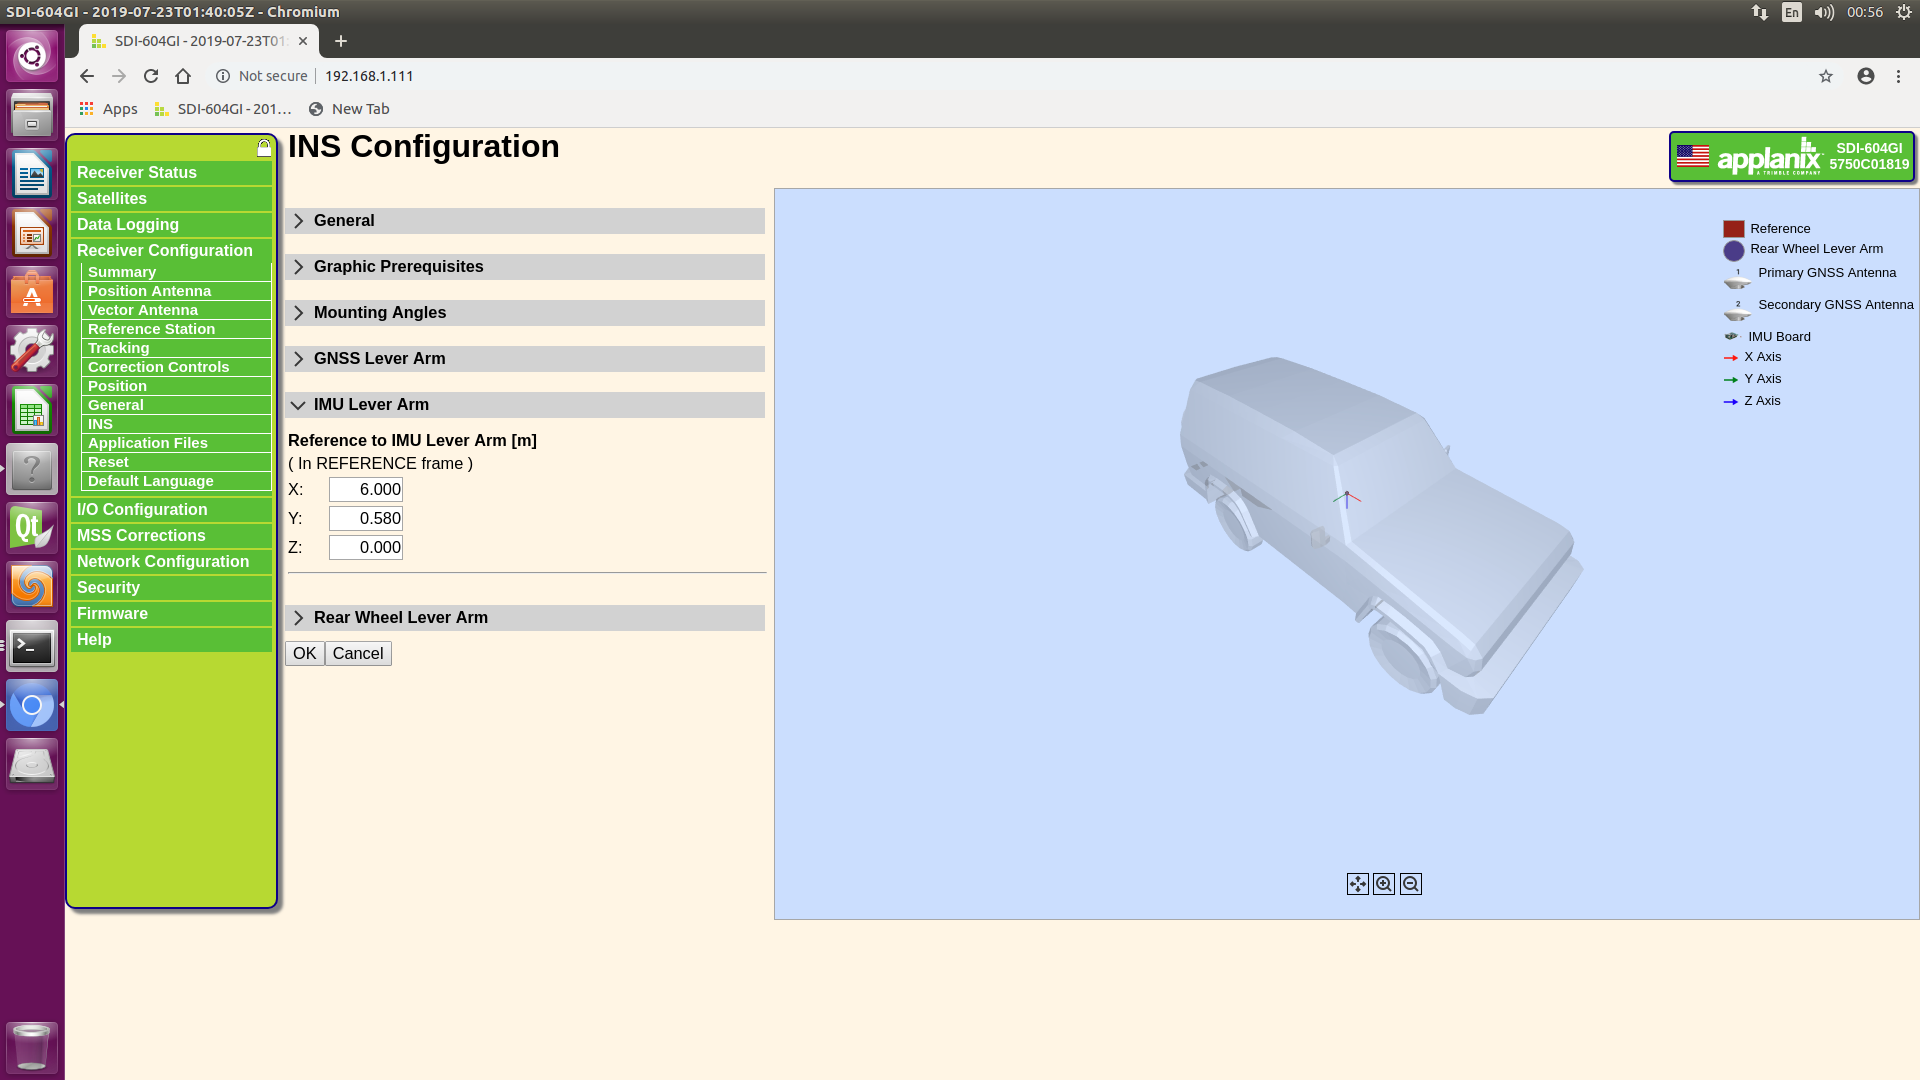 SDI-604GI - 2019-07-23T01:40:05Z - Chromium
En
00:56
SDI-604GI - 2019-07-23T01:
Not secure
192.168.1.111
Apps
SDI-604GI - 201…
New Tab
INS Configuration
applanix
A TRIMBLE COMPANY
SDI-604GI
5750C01819
Receiver Status
Satellites
Data Logging
Receiver Configuration
Summary
Position Antenna
Vector Antenna
Reference Station
Tracking
Correction Controls
Position
General
INS
Application Files
Reset
Default Language
I/O Configuration
MSS Corrections
Network Configuration
Security
Firmware
Help
General
Graphic Prerequisites
Mounting Angles
GNSS Lever Arm
IMU Lever Arm
Reference to IMU Lever Arm [m]
( In REFERENCE frame )
X: 6.000
Y: 0.580
Z: 0.000
Rear Wheel Lever Arm
OK
Cancel
Reference
Rear Wheel Lever Arm
1 Primary GNSS Antenna
2 Secondary GNSS Antenna
IMU Board
X Axis
Y Axis
Z Axis
Qt